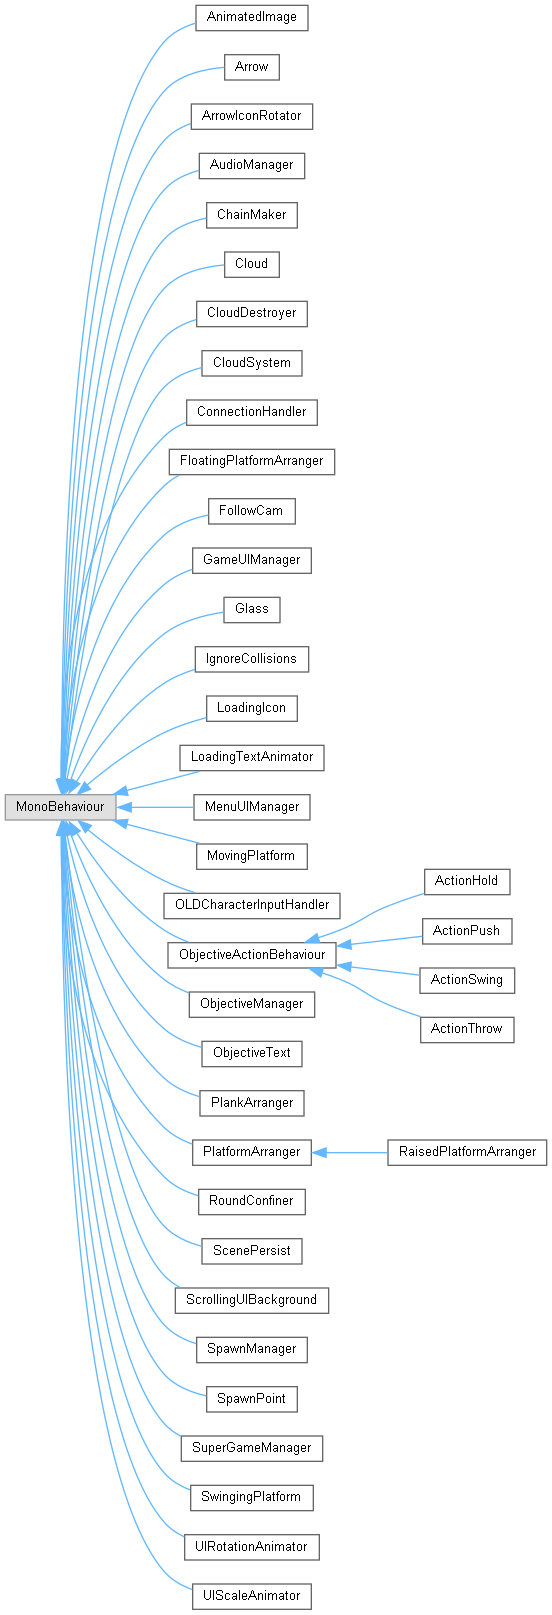 AnimatedImage
Arrow
ArrowIconRotator
AudioManager
ChainMaker
Cloud
CloudDestroyer
CloudSystem
ConnectionHandler
FloatingPlatformArranger
FollowCam
GameUIManager
Glass
IgnoreCollisions
LoadingIcon
LoadingTextAnimator
MonoBehaviour
MenuUIManager
MovingPlatform
ActionHold
OLDCharacterInputHandler
ActionPush
ObjectiveActionBehaviour
ActionSwing
ObjectiveManager
ActionThrow
ObjectiveText
PlankArranger
PlatformArranger
RaisedPlatformArranger
RoundConfiner
ScenePersist
ScrollingUIBackground
SpawnManager
SpawnPoint
SuperGameManager
SwingingPlatform
UIRotationAnimator
UIScaleAnimator